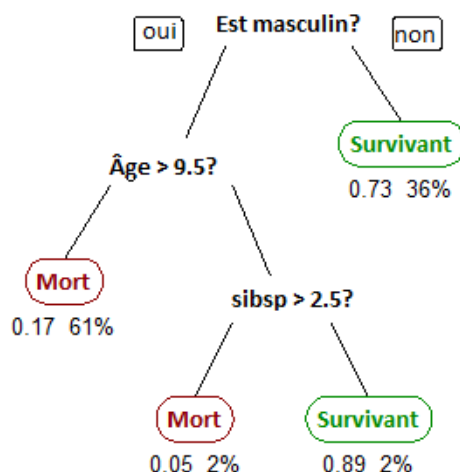 oui
Est masculin?
non
Survivant
0.73 36%
Âge > 9.5?
Mort
0.17 61%
sibsp > 2.5?
Mort
0.05 2%
Survivant
0.89 2%